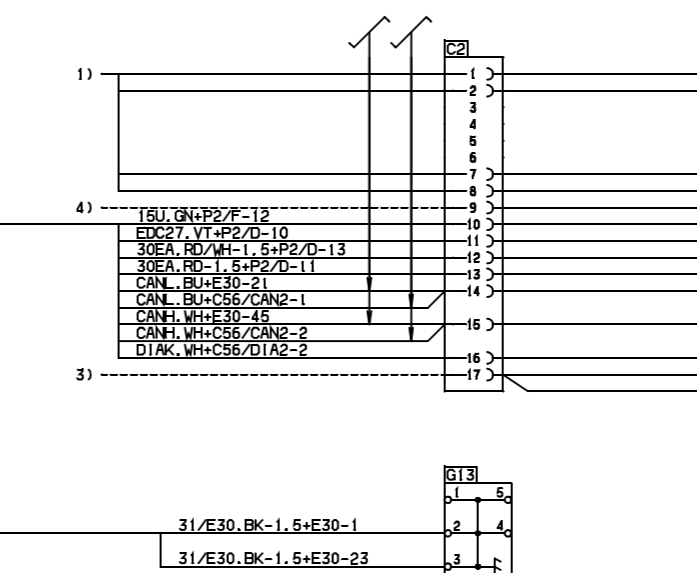 C2
1) 1
2
3
4
5
6
7
8
4) 9
15U.GN+P2/F-12 10
EDC27.VT+P2/D-10 11
30EA.RD/WH-1.5+P2/D-13 12
30EA.RD-1.5+P2/D-11 13
CANL.BU+E30-21 14
CANL.BU+C56/CAN2-1
CANH.WH+E30-45 15
CANH.WH+C56/CAN2-2
DIAK.WH+C56/DIA2-2 16
3) 17
G13
1 5
31/E30.BK-1.5+E30-1 2 4
31/E30.BK-1.5+E30-23 3